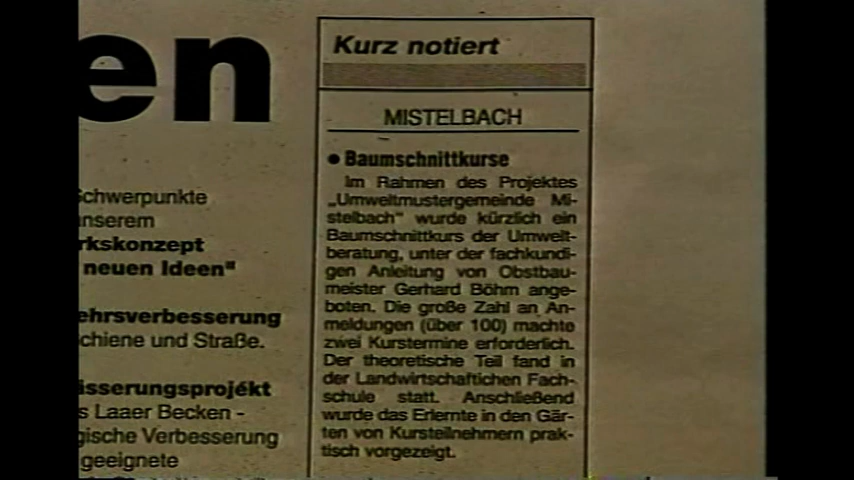 en
Schwerpunkte
unserem
rkskonzept
neuen Ideen"
ehrsverbesserung
chiene und Straße.
isserungsprojekt
s Laaer Becken -
gische Verbesserung
geeignete
Kurz notiert
MISTELBACH
● Baumschnittkurse
Im Rahmen des Projektes
„Umweltmustergemeinde Mi-
stelbach" wurde kürzlich ein
Baumschnittkurs der Umwelt-
beratung, unter der fachkundi-
gen Anleitung von Obstbau-
meister Gerhard Böhm ange-
boten. Die große Zahl an An-
meldungen (über 100) machte
zwei Kurstermine erforderlich.
Der theoretische Teil fand in
der Landwirtschaftichen Fach-
schule statt. Anschließend
wurde das Erlernte in den Gär-
ten von Kursteilnehmern prak-
tisch vorgezeigt.